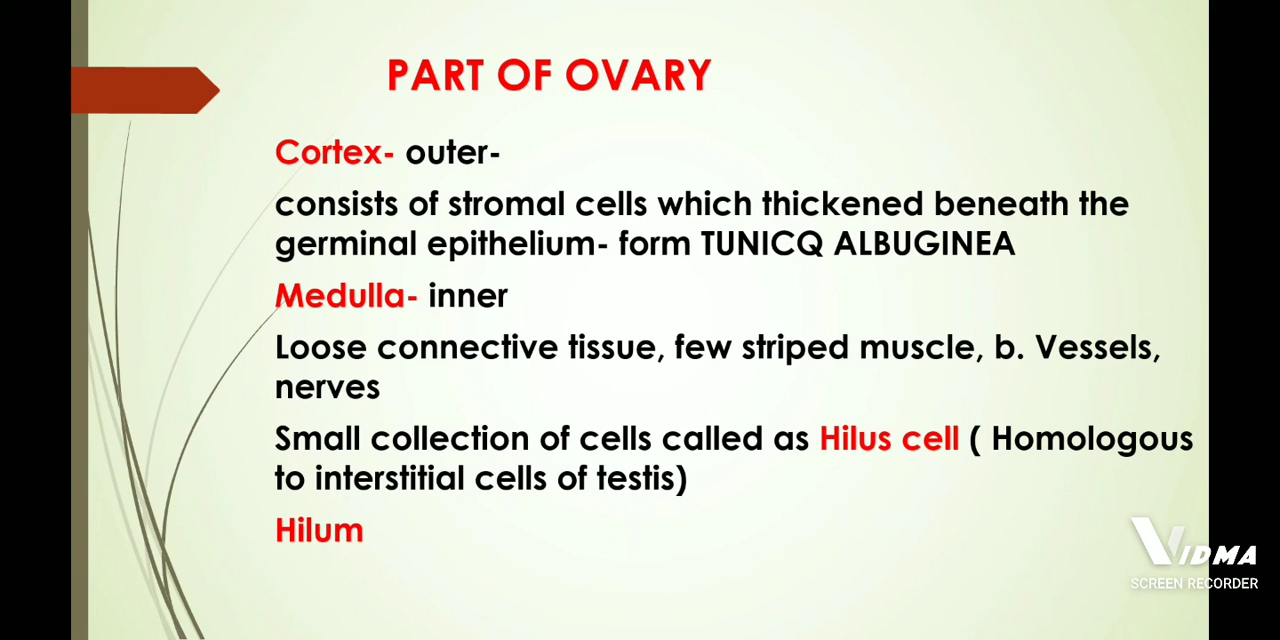 PART OF OVARY
Cortex- outer-
consists of stromal cells which thickened beneath the
germinal epithelium- form TUNICQ ALBUGINEA
Medulla- inner
Loose connective tissue, few striped muscle, b. Vessels,
nerves
Small collection of cells called as Hilus cell ( Homologous
to interstitial cells of testis)
Hilum
VIDMA
SCREEN RECORDER